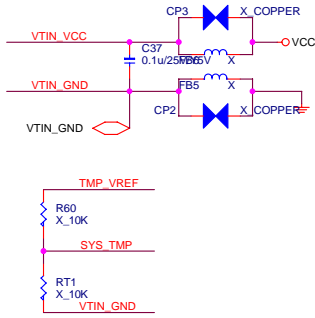 CP3
X_COPPER
VTIN_VCC
VCC
C37
0.1u/25V
X
VTIN_GND
FB5
X
VTIN_GND
CP2
X_COPPER
TMP_VREF
R60
X_10K
SYS_TMP
RT1
X_10K
VTIN_GND